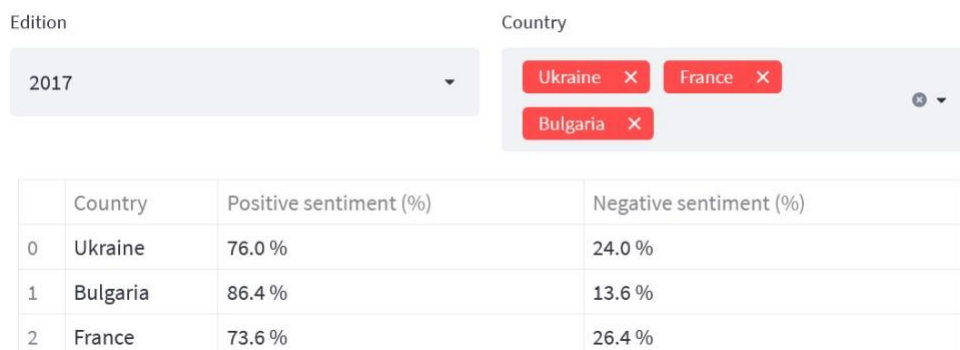 Edition Country
2017 Ukraine × France ×
Bulgaria ×
Country Positive sentiment (%) Negative sentiment (%)
0 Ukraine 76.0 % 24.0 %
1 Bulgaria 86.4 % 13.6 %
2 France 73.6 % 26.4 %